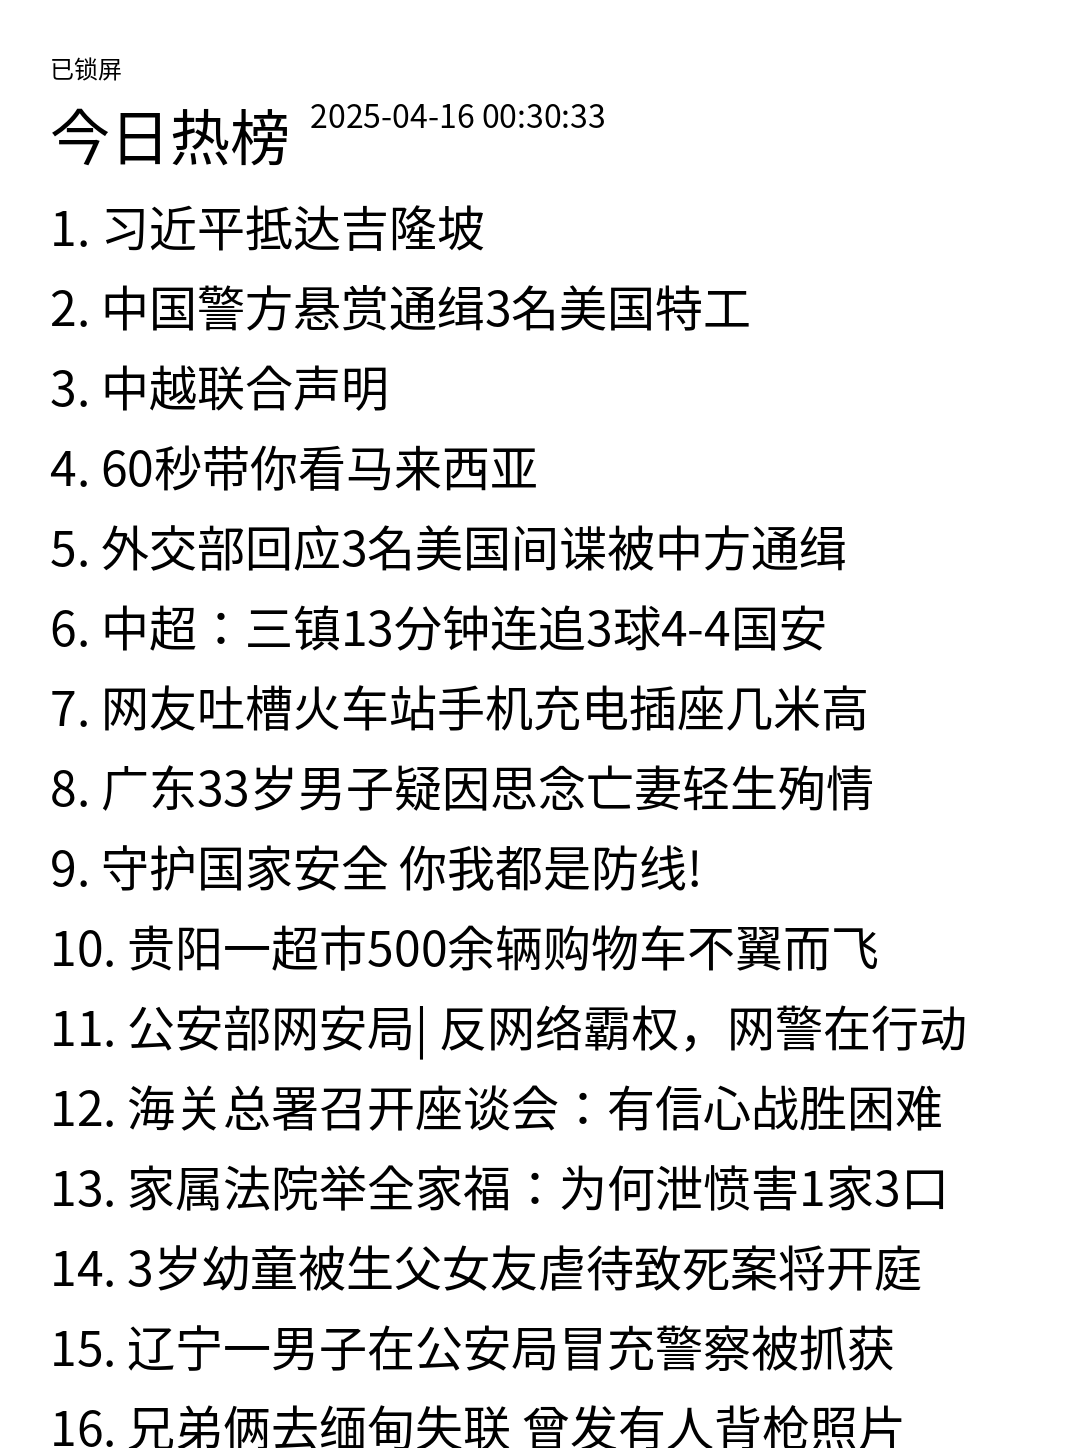 已锁屏
今日热榜 2025-04-16 00:30:33
1. 习近平抵达吉隆坡
2. 中国警方悬赏通缉3名美国特工
3. 中越联合声明
4. 60秒带你看马来西亚
5. 外交部回应3名美国间谍被中方通缉
6. 中超：三镇13分钟连追3球4-4国安
7. 网友吐槽火车站手机充电插座几米高
8. 广东33岁男子疑因思念亡妻轻生殉情
9. 守护国家安全 你我都是防线!
10. 贵阳一超市500余辆购物车不翼而飞
11. 公安部网安局| 反网络霸权，网警在行动
12. 海关总署召开座谈会：有信心战胜困难
13. 家属法院举全家福：为何泄愤害1家3口
14. 3岁幼童被生父女友虐待致死案将开庭
15. 辽宁一男子在公安局冒充警察被抓获
16. 兄弟俩去缅甸失联 曾发有人背枪照片